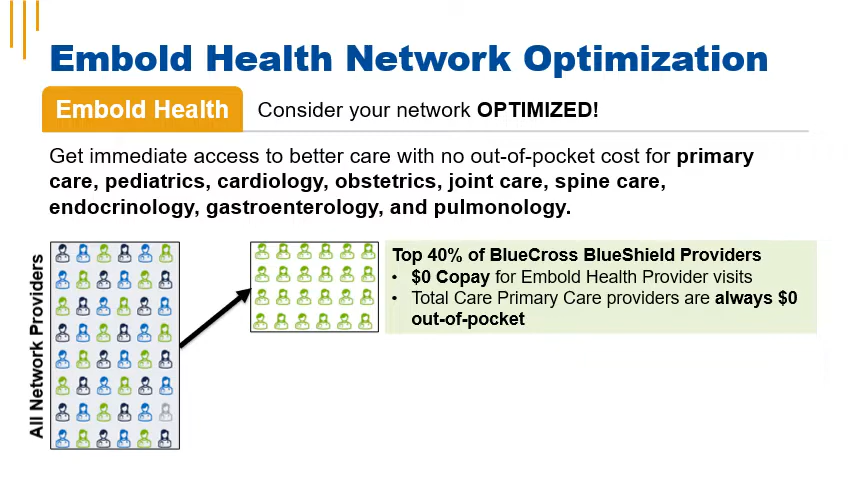 Embold Health Network Optimization
Embold Health
Consider your network OPTIMIZED!
Get immediate access to better care with no out-of-pocket cost for primary
care, pediatrics, cardiology, obstetrics, joint care, spine care,
endocrinology, gastroenterology, and pulmonology.
All Network Providers
Top 40% of BlueCross BlueShield Providers
• $0 Copay for Embold Health Provider visits
• Total Care Primary Care providers are always $0
out-of-pocket